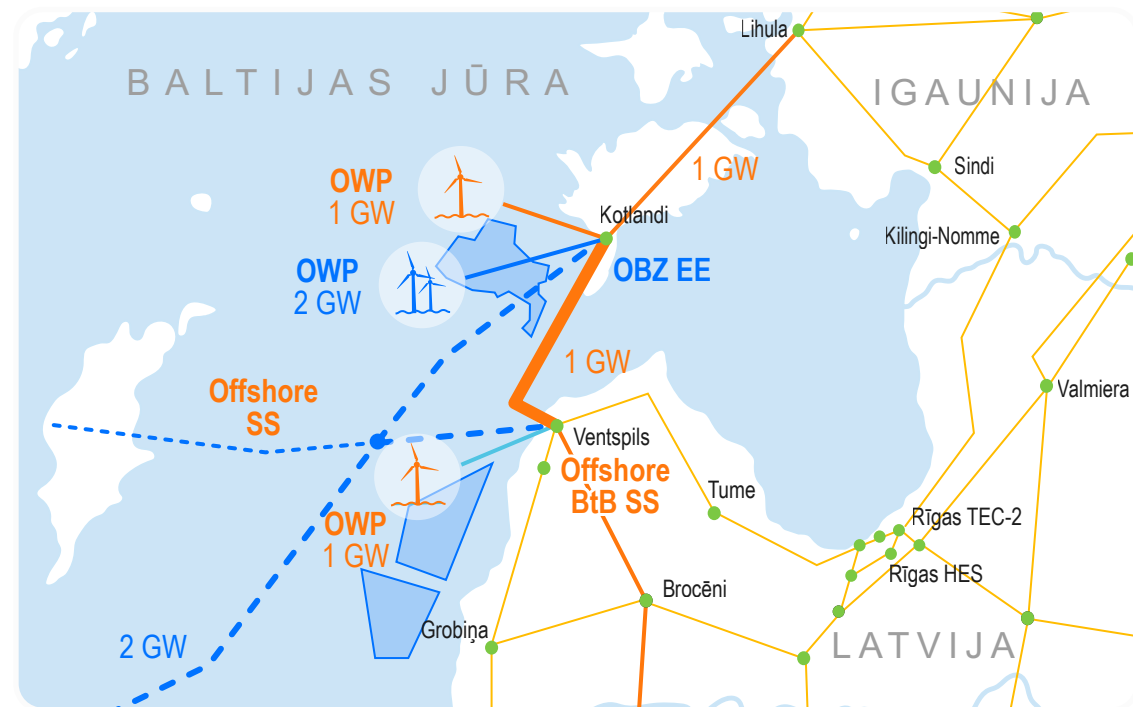 Lihula
BALTIJAS JŪRA
IGAUNIJA
OWP
1 GW
1 GW
Sindi
Kotlandi
Kilingi-Nomme
OWP
2 GW
OBZ EE
1 GW
Offshore
SS
Valmiera
Ventspils
Offshore
BtB SS
Tume
OWP
1 GW
Rīgas TEC-2
Rīgas HES
Brocēni
Grobiņa
LATVIJA
2 GW